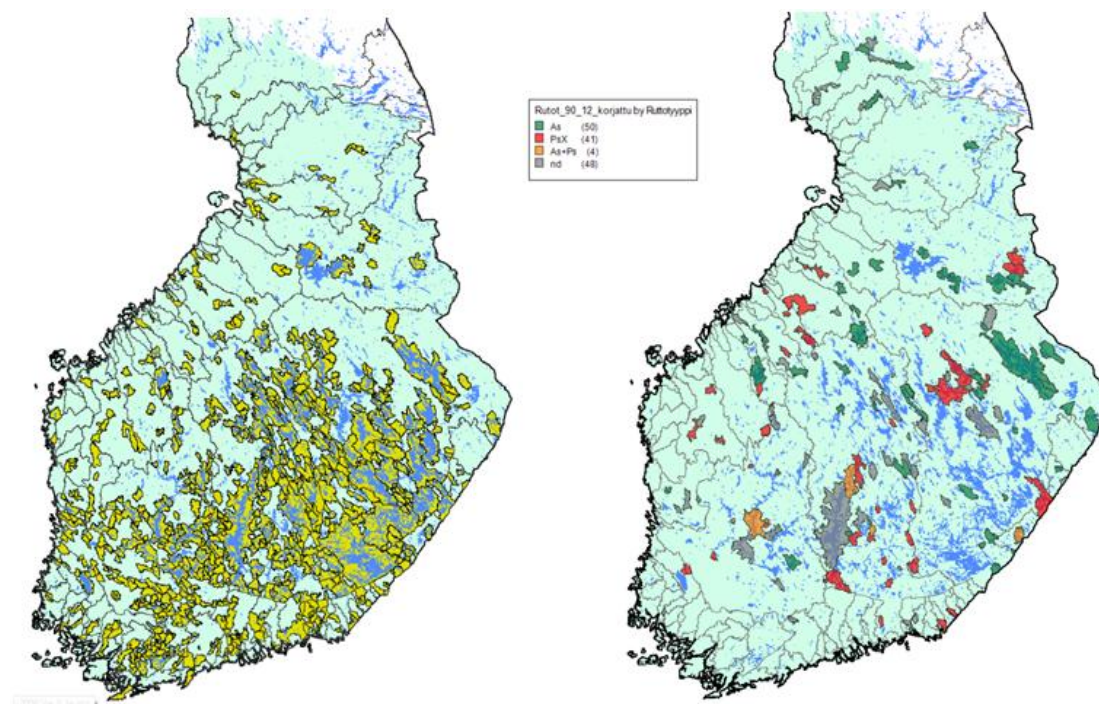 Rutot_90_12_korjattu by Ruttotyyppi
As (50)
PsX (41)
As+Ps (4)
nd (48)